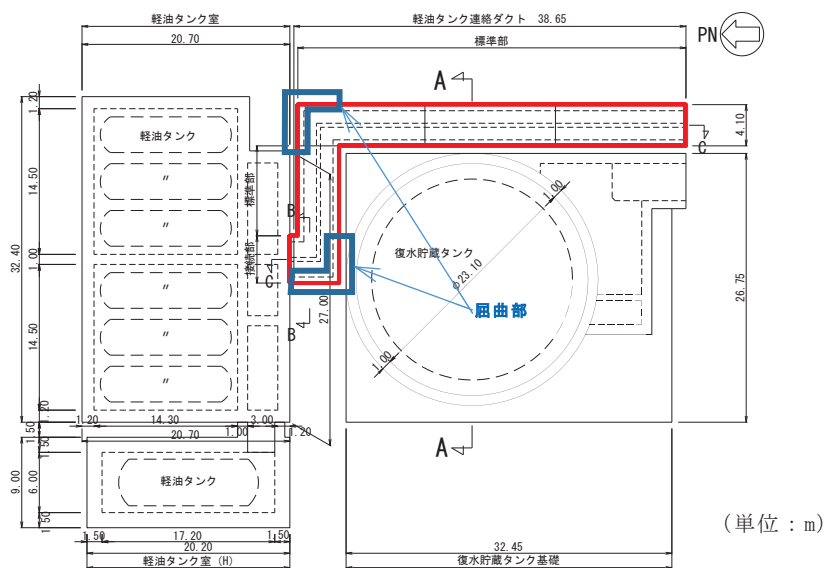 軽油タンク室
軽油タンク連絡ダクト 38.65
20.70
標準部
PN
A
1.20
軽油タンク
4.10
C
14.50
〃
標準部
1.00
〃
B
復水貯蔵タンク
32.40
1.00
接続部
φ23.10
26.75
C
〃
27.00
屈曲部
14.50
〃
B
〃
1.00
1.20
1.20
14.30
3.00
1.50
1.00
1.20
20.70
A
1.50
9.00
6.00
軽油タンク
1.50
(単位：m)
1.50
17.20
1.50
20.20
32.45
軽油タンク室(H)
復水貯蔵タンク基礎